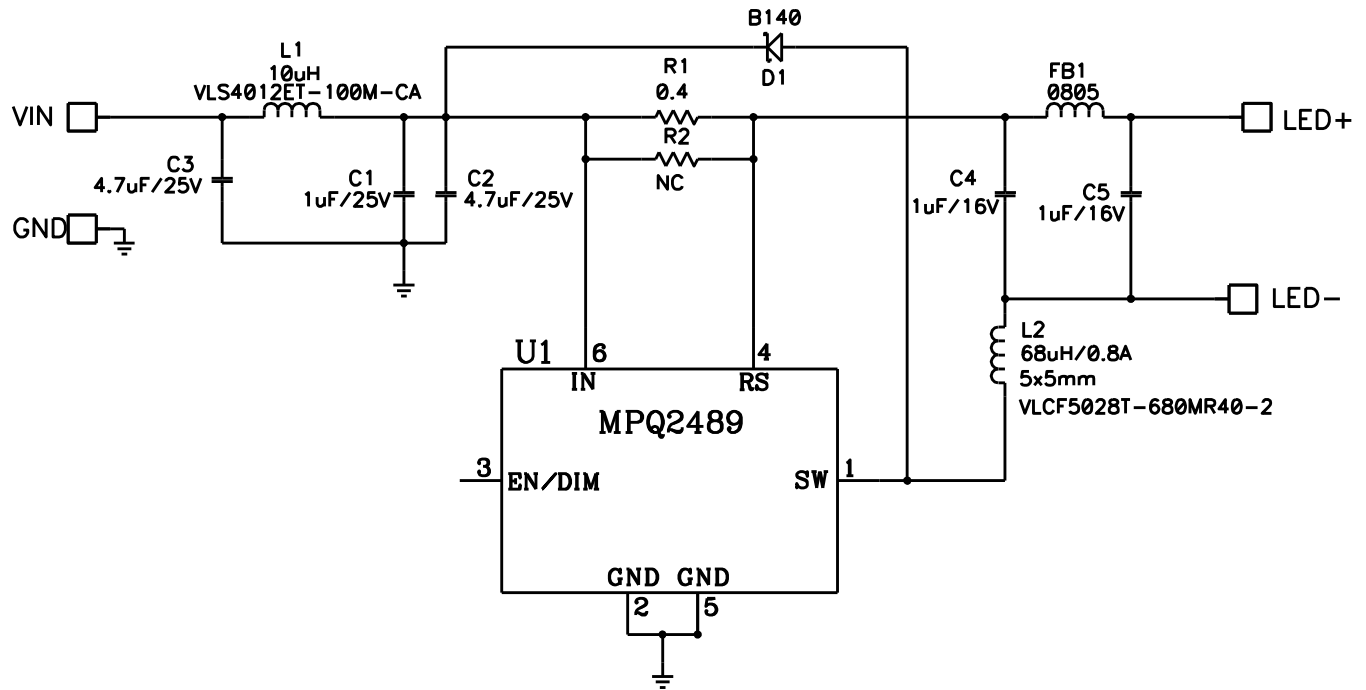 B140
D1
L1
10uH
VLS4012ET-100M-CA
R1
0.4
FB1
0805
VIN
LED+
R2
NC
C3
4.7uF/25V
C1
1uF/25V
C2
4.7uF/25V
C4
1uF/16V
C5
1uF/16V
GND
LED-
L2
68uH/0.8A
5x5mm
VLCF5028T-680MR40-2
U1
6
4
IN
RS
MPQ2489
3
EN/DIM
SW
1
GND GND
2
5